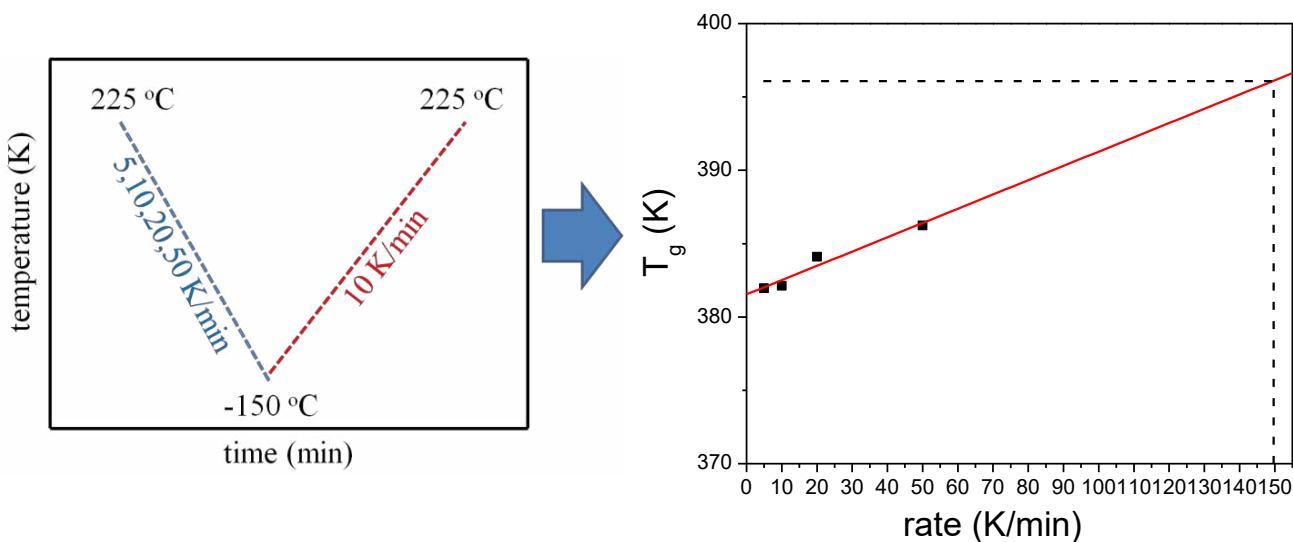 225 °C
225 °C
temperature (K)
5,10,20,50 K/min
10 K/min
-150 °C
time (min)
400
390
380
370
T_g (K)
0 10 20 30 40 50 60 70 80 90 100 110 120 130 140 150
rate (K/min)